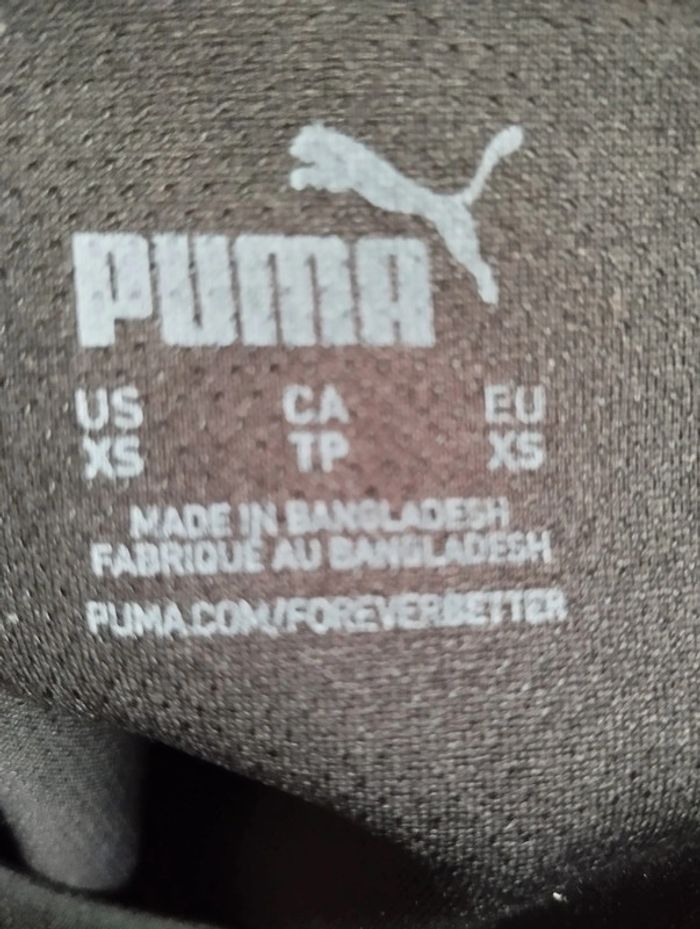 PUMA
US CA EU
XS TP XS
MADE IN BANGLADESH
FABRIQUÉ AU BANGLADESH
PUMA.COM/FOREVERBETTER